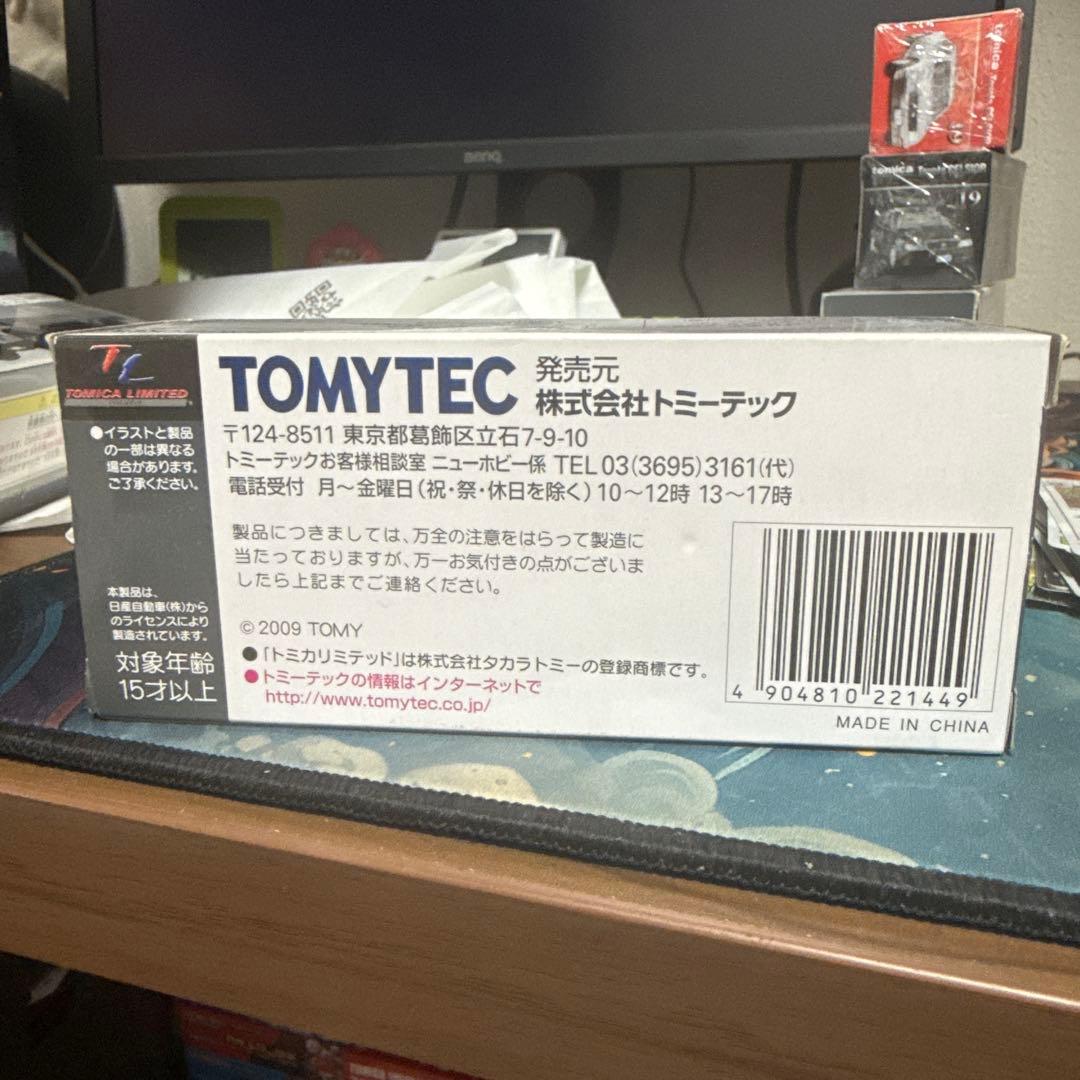 BenQ
tomica
19
tomica
19
TL
TOMICA LIMITED
●イラストと製品
の一部は異なる
場合があります。
ご了承ください。
本製品は、
日産自動車(株)から
のライセンスにより
製造されています。
対象年齢
15才以上
TOMYTEC 発売元
株式会社トミーテック
〒124-8511 東京都葛飾区立石7-9-10
トミーテックお客様相談室 ニューホビー係 TEL 03(3695)3161(代)
電話受付 月〜金曜日(祝・祭・休日を除く) 10〜12時 13〜17時
製品につきましては、万全の注意をはらって製造に
当たっておりますが、万一お気付きの点がございま
したら上記までご連絡ください。
© 2009 TOMY
●「トミカリミテッド」は株式会社タカラトミーの登録商標です。
●トミーテックの情報はインターネットで
http://www.tomytec.co.jp/
4 904810 221449
MADE IN CHINA